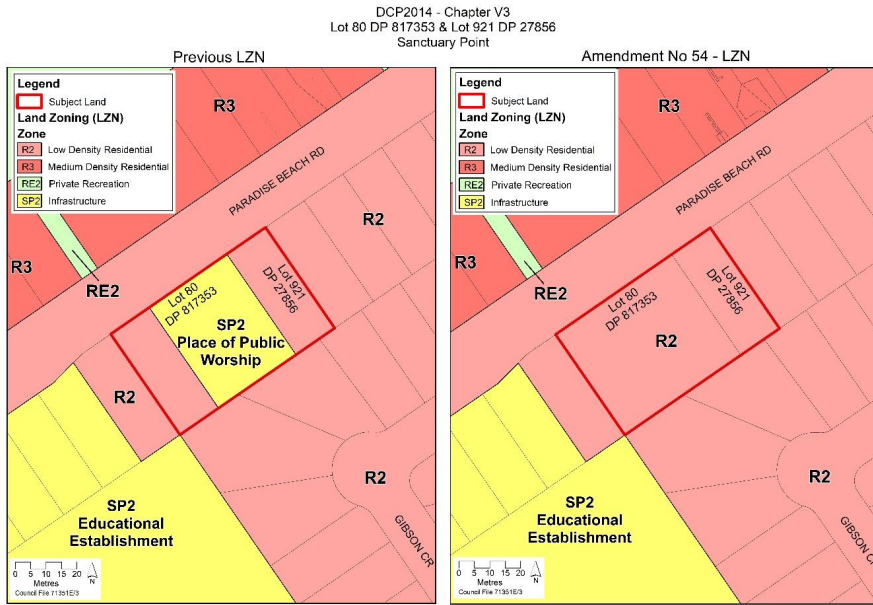 DCP2014 - Chapter V3
Lot 80 DP 817353 & Lot 921 DP 27856
Sanctuary Point
Previous LZN
Legend
Subject Land
Land Zoning (LZN)
Zone
R2 Low Density Residential
R3 Medium Density Residential
RE2 Private Recreation
SP2 Infrastructure
R3
PARADISE BEACH RD
R2
R3
RE2
Lot 80
DP 817353
Lot 921
DP 27856
SP2
Place of Public
Worship
R2
R2
SP2
Educational
Establishment
GIBSON CR
0 5 10 15 20
Metres
N
Council File 71351E/3
Amendment No 54 - LZN
Legend
Subject Land
Land Zoning (LZN)
Zone
R2 Low Density Residential
R3 Medium Density Residential
RE2 Private Recreation
SP2 Infrastructure
R3
PARADISE BEACH RD
R2
R3
RE2
Lot 80
DP 817353
Lot 921
DP 27856
R2
R2
SP2
Educational
Establishment
GIBSON CR
0 5 10 15 20
Metres
N
Council File 71351E/3